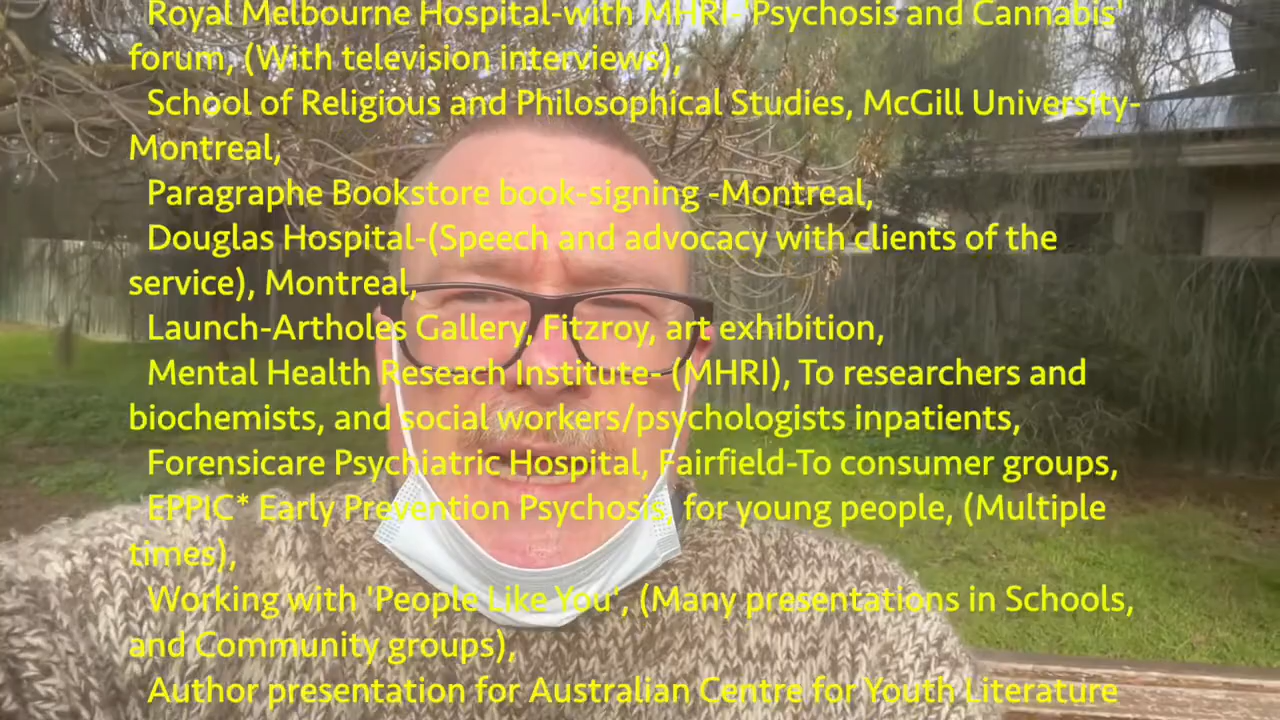 Royal Melbourne Hospital-with MHRI-'Psychosis and Cannabis'
forum, (With television interviews),
School of Religious and Philosophical Studies, McGill University-
Montreal,
Paragraphe Bookstore book-signing -Montreal,
Douglas Hospital-(Speech and advocacy with clients of the
service), Montreal,
Launch-Artholes Gallery, Fitzroy, art exhibition,
Mental Health Reseach Institute- (MHRI), To researchers and
biochemists, and social workers/psychologists inpatients,
Forensicare Psychiatric Hospital, Fairfield-To consumer groups,
EPPIC* Early Prevention Psychosis, for young people, (Multiple
times),
Working with 'People Like You', (Many presentations in Schools,
and Community groups),
Author presentation for Australian Centre for Youth Literature